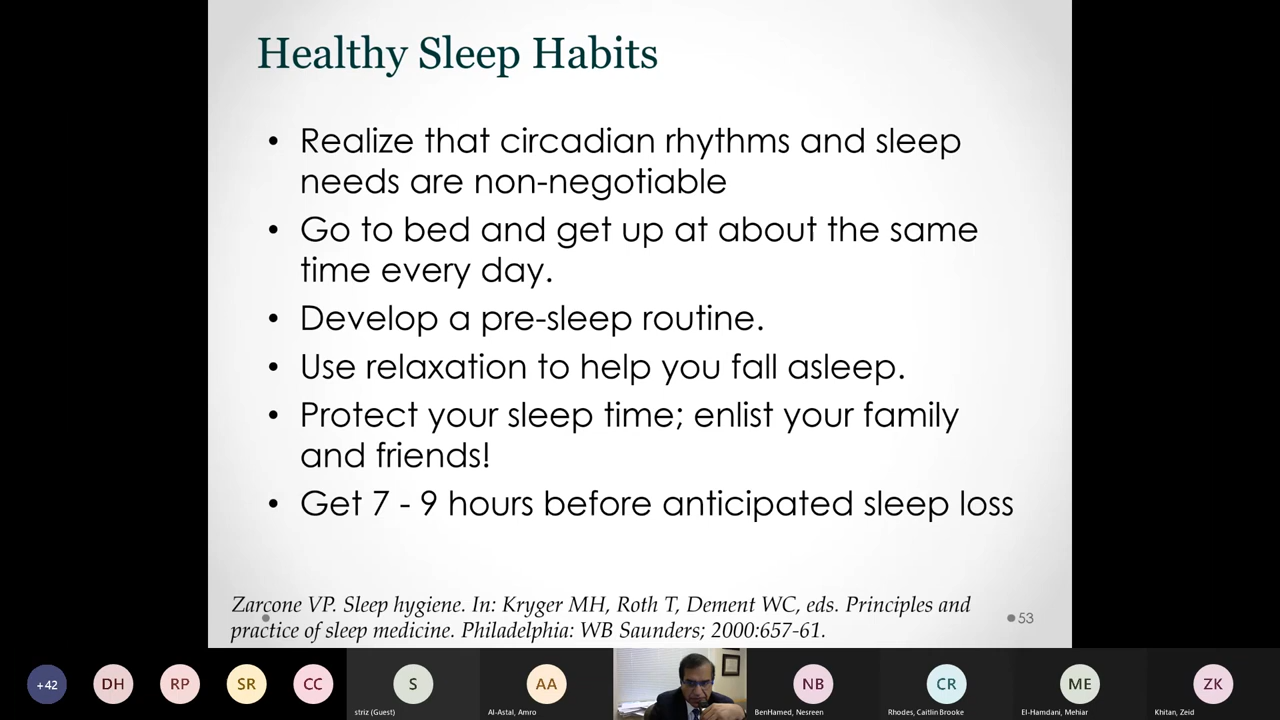 Healthy Sleep Habits
• Realize that circadian rhythms and sleep
needs are non-negotiable
• Go to bed and get up at about the same
time every day.
• Develop a pre-sleep routine.
• Use relaxation to help you fall asleep.
• Protect your sleep time; enlist your family
and friends!
• Get 7 - 9 hours before anticipated sleep loss
Zarcone VP. Sleep hygiene. In: Kryger MH, Roth T, Dement WC, eds. Principles and
practice of sleep medicine. Philadelphia: WB Saunders; 2000:657-61.
53
+42 DH RP SR CC S AA NB CR ME ZK
striz (Guest) Al-Astal, Amro BenHamed, Nesreen Rhodes, Caitlin Brooke El-Hamdani, Mehiar Khitan, Zeid